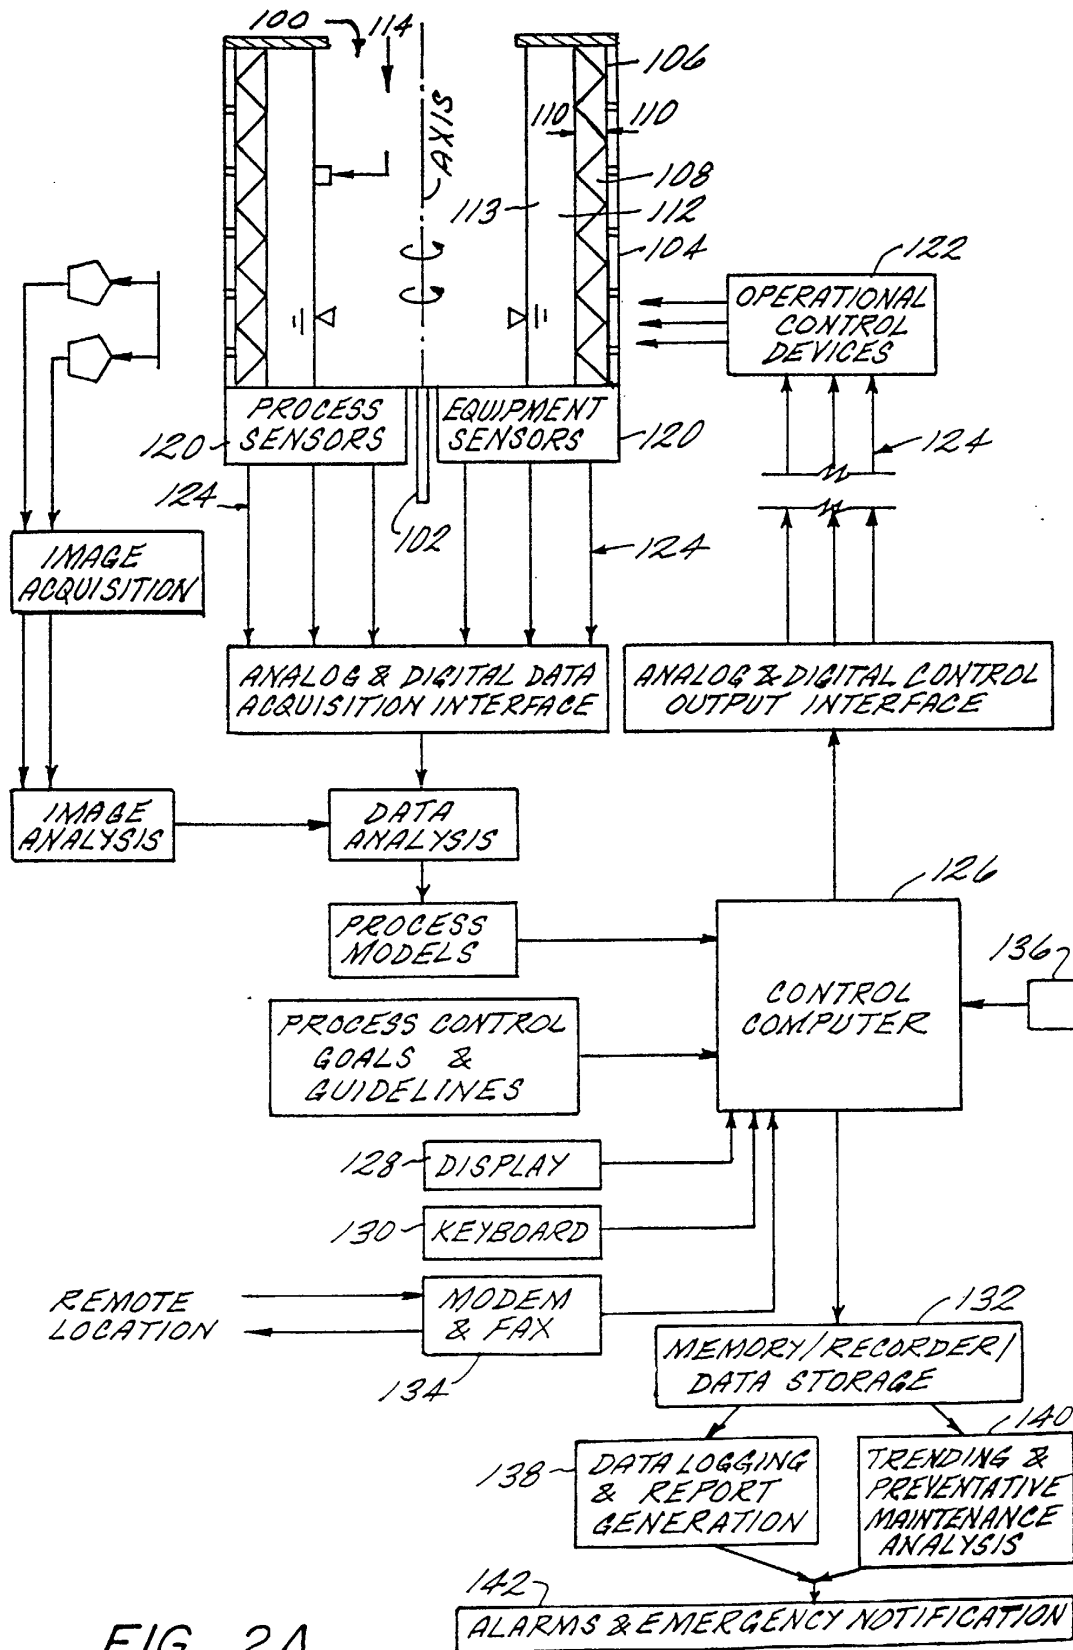 100
114
AXIS
106
110
110
108
113
112
104
122
OPERATIONAL
CONTROL
DEVICES
PROCESS
SENSORS
EQUIPMENT
SENSORS
120
120
124
124
102
124
IMAGE
ACQUISITION
ANALOG & DIGITAL DATA
ACQUISITION INTERFACE
ANALOG & DIGITAL CONTROL
OUTPUT INTERFACE
IMAGE
ANALYSIS
DATA
ANALYSIS
126
PROCESS
MODELS
136
CONTROL
COMPUTER
PROCESS CONTROL
GOALS &
GUIDELINES
128
DISPLAY
130
KEYBOARD
REMOTE
LOCATION
MODEM
& FAX
134
132
MEMORY/RECORDER/
DATA STORAGE
140
138
DATA LOGGING
& REPORT
GENERATION
TRENDING &
PREVENTATIVE
MAINTENANCE
ANALYSIS
142
ALARMS & EMERGENCY NOTIFICATION
FIG. 2A